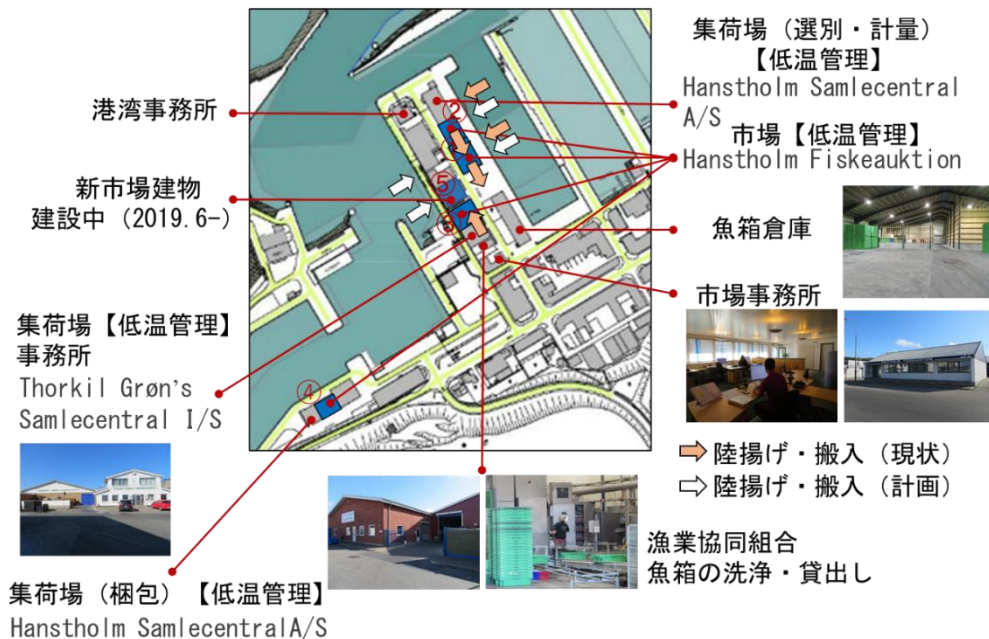 集荷場（選別・計量）
【低温管理】
Hanstholm Samlecentral
A/S
港湾事務所
市場【低温管理】
Hanstholm Fiskeauktion
新市場建物
建設中（2019.6-）
魚箱倉庫
市場事務所
集荷場【低温管理】
事務所
Thorkil Grøn’s
Samlecentral I/S
②
⑤
④
陸揚げ・搬入（現状）
陸揚げ・搬入（計画）
漁業協同組合
魚箱の洗浄・貸出し
集荷場（梱包）【低温管理】
Hanstholm SamlecentralA/S